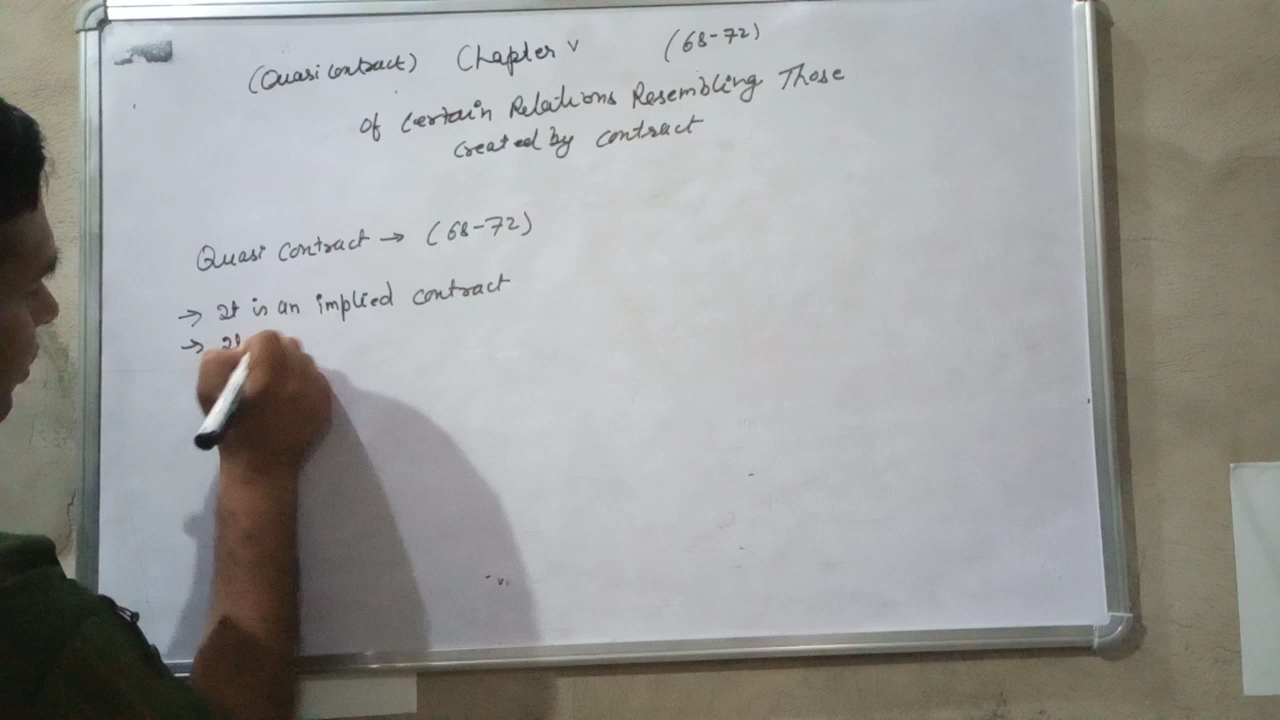 (Quasi Contract) Chapter V (68-72)
Of Certain Relations Resembling Those
Created by contract
Quasi contract → (68-72)
→ It is an implied contract
→ It